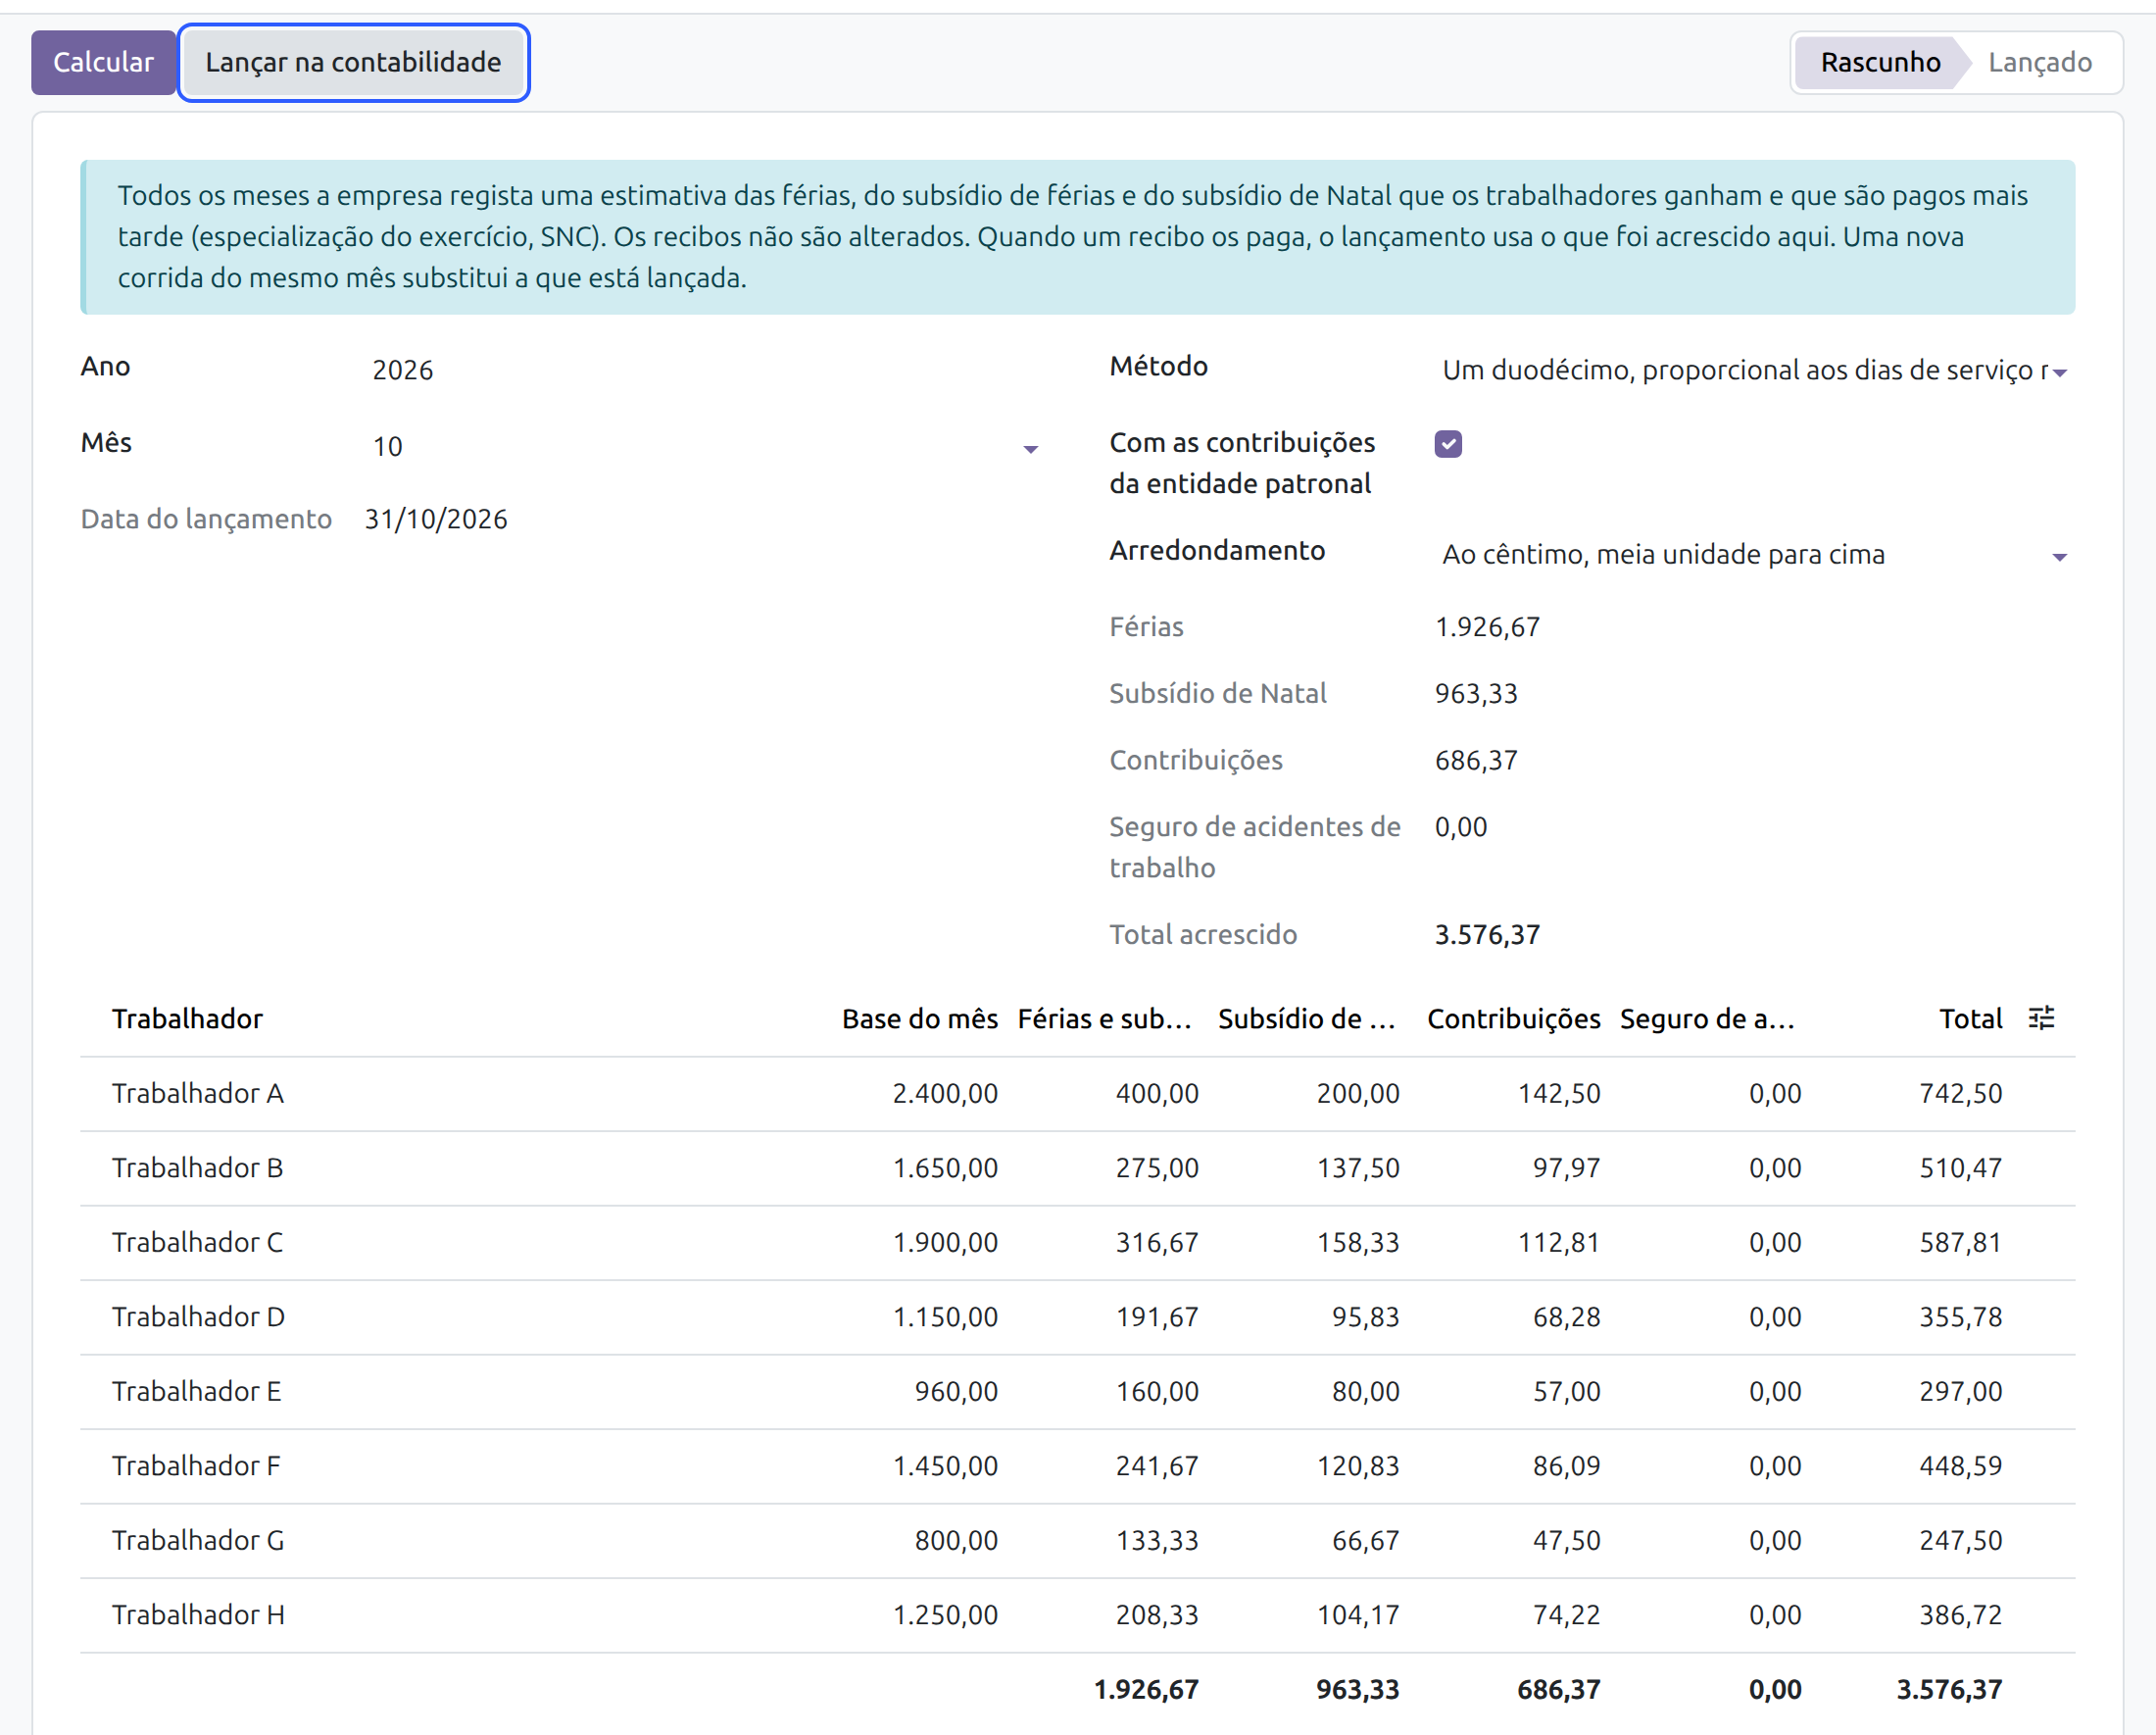 Calcular
Lançar na contabilidade
Rascunho
Lançado
Todos os meses a empresa regista uma estimativa das férias, do subsídio de férias e do subsídio de Natal que os trabalhadores ganham e que são pagos mais
tarde (especialização do exercício, SNC). Os recibos não são alterados. Quando um recibo os paga, o lançamento usa o que foi acrescido aqui. Uma nova
corrida do mesmo mês substitui a que está lançada.
Ano 2026
Mês 10
Data do lançamento 31/10/2026
Método Um duodécimo, proporcional aos dias de serviço r
Com as contribuições
da entidade patronal
Arredondamento Ao cêntimo, meia unidade para cima
Férias 1.926,67
Subsídio de Natal 963,33
Contribuições 686,37
Seguro de acidentes de 0,00
trabalho
Total acrescido 3.576,37
Trabalhador Base do mês Férias e sub... Subsídio de ... Contribuições Seguro de a... Total
Trabalhador A 2.400,00 400,00 200,00 142,50 0,00 742,50
Trabalhador B 1.650,00 275,00 137,50 97,97 0,00 510,47
Trabalhador C 1.900,00 316,67 158,33 112,81 0,00 587,81
Trabalhador D 1.150,00 191,67 95,83 68,28 0,00 355,78
Trabalhador E 960,00 160,00 80,00 57,00 0,00 297,00
Trabalhador F 1.450,00 241,67 120,83 86,09 0,00 448,59
Trabalhador G 800,00 133,33 66,67 47,50 0,00 247,50
Trabalhador H 1.250,00 208,33 104,17 74,22 0,00 386,72
1.926,67 963,33 686,37 0,00 3.576,37